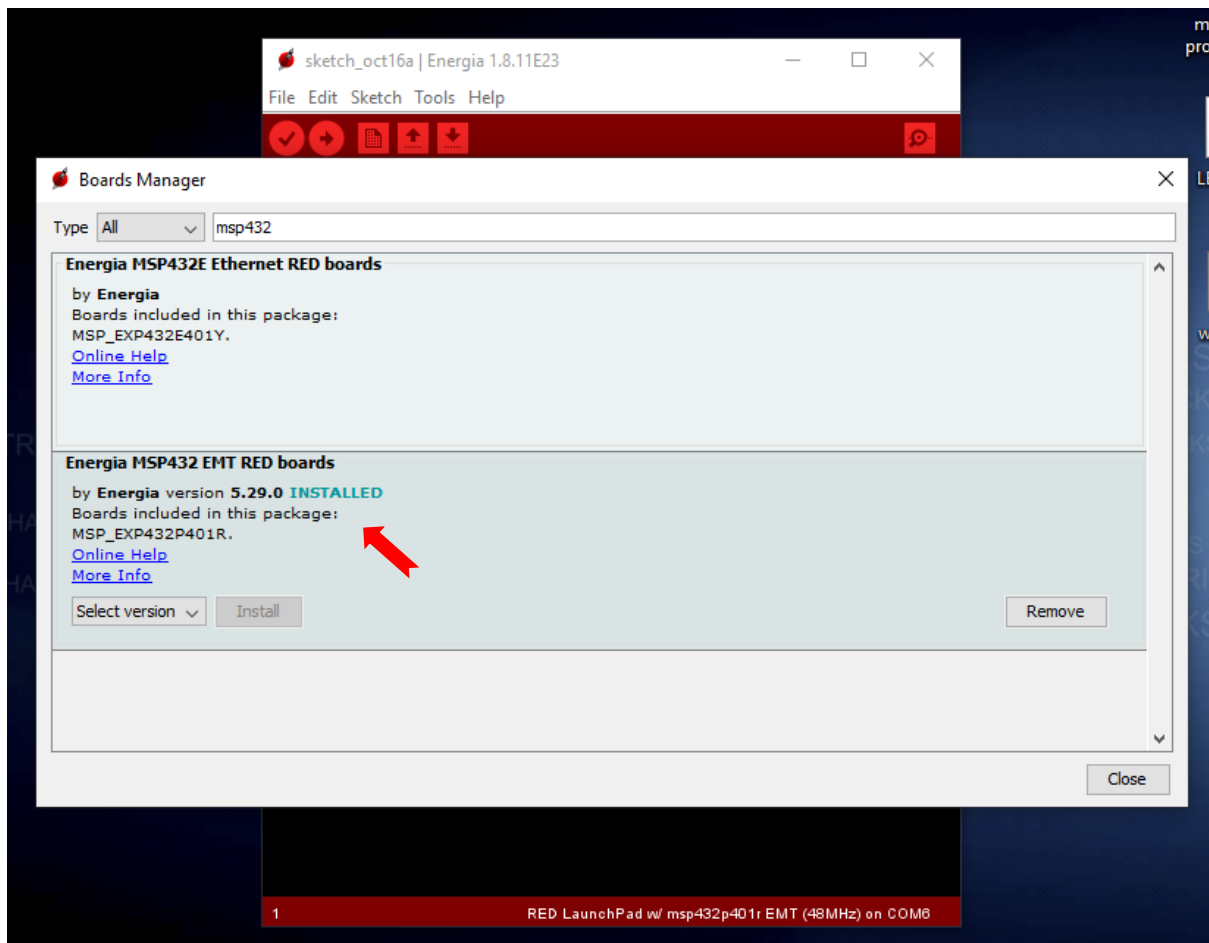 m
pro
sketch_oct16a | Energia 1.8.11E23
File Edit Sketch Tools Help
Boards Manager
LE
Type All msp432
Energia MSP432E Ethernet RED boards
by Energia
Boards included in this package:
MSP_EXP432E401Y.
Online Help
More Info
w
Energia MSP432 EMT RED boards
by Energia version 5.29.0 INSTALLED
Boards included in this package:
MSP_EXP432P401R.
Online Help
More Info
Select version Install Remove
Close
1 RED LaunchPad w/ msp432p401r EMT (48MHz) on COM6